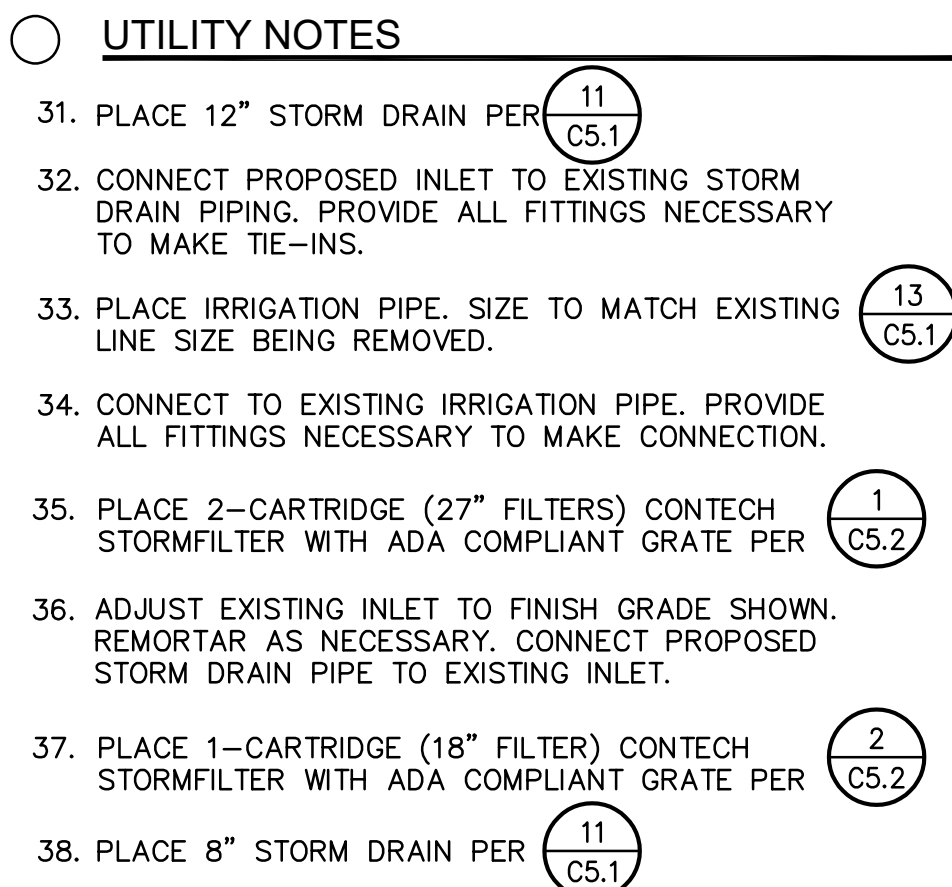 UTILITY NOTES
31. PLACE 12” STORM DRAIN PER 11
C5.1
32. CONNECT PROPOSED INLET TO EXISTING STORM
DRAIN PIPING. PROVIDE ALL FITTINGS NECESSARY
TO MAKE TIE–INS.
33. PLACE IRRIGATION PIPE. SIZE TO MATCH EXISTING 13
LINE SIZE BEING REMOVED. C5.1
34. CONNECT TO EXISTING IRRIGATION PIPE. PROVIDE
ALL FITTINGS NECESSARY TO MAKE CONNECTION.
35. PLACE 2–CARTRIDGE (27” FILTERS) CONTECH 1
STORMFILTER WITH ADA COMPLIANT GRATE PER C5.2
36. ADJUST EXISTING INLET TO FINISH GRADE SHOWN.
REMORTAR AS NECESSARY. CONNECT PROPOSED
STORM DRAIN PIPE TO EXISTING INLET.
37. PLACE 1–CARTRIDGE (18” FILTER) CONTECH 2
STORMFILTER WITH ADA COMPLIANT GRATE PER C5.2
38. PLACE 8” STORM DRAIN PER 11
C5.1